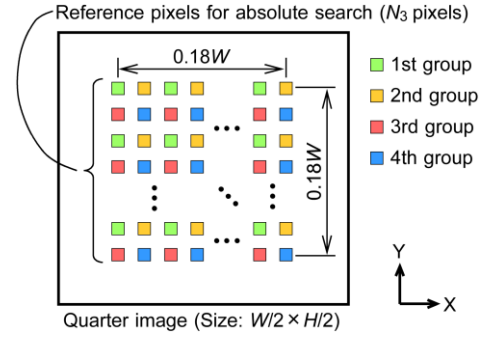 Reference pixels for absolute search (N3 pixels)
0.18W
1st group
2nd group
3rd group
4th group
0.18W
Y
X
Quarter image (Size: W/2 × H/2)